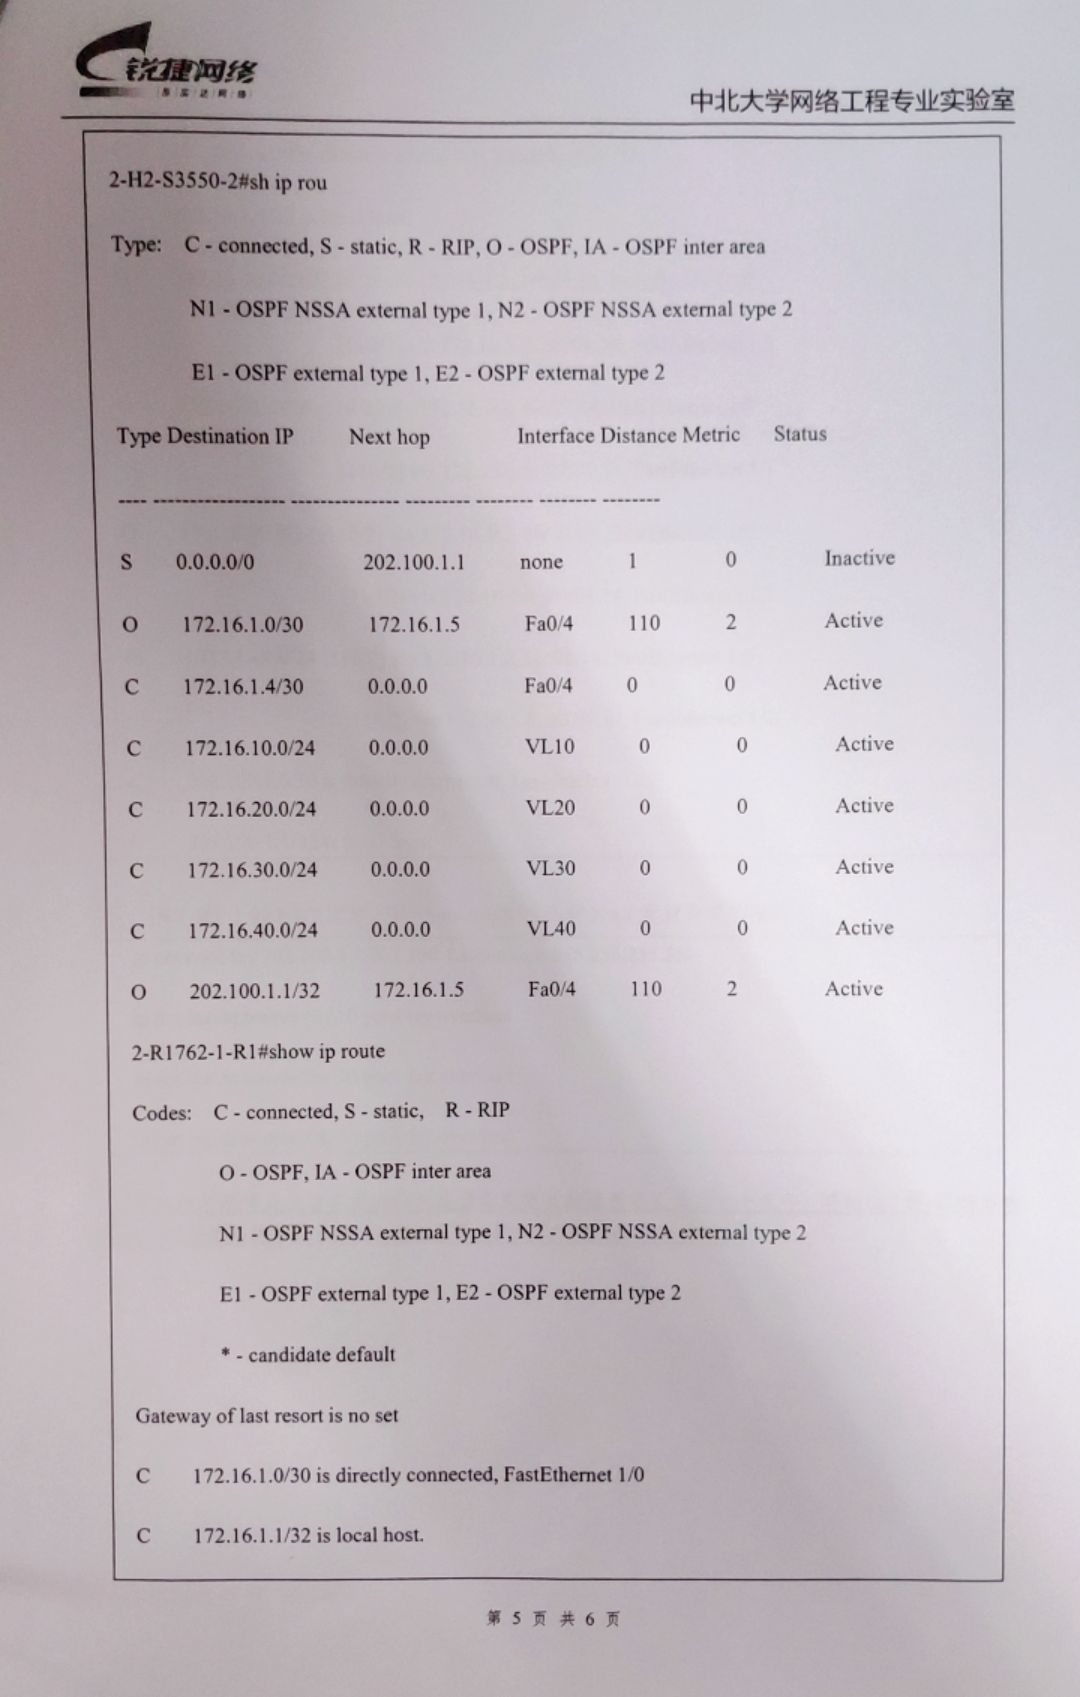 锐捷网络
中北大学网络工程专业实验室
2-H2-S3550-2#sh ip rou
Type: C - connected, S - static, R - RIP, O - OSPF, IA - OSPF inter area
N1 - OSPF NSSA external type 1, N2 - OSPF NSSA external type 2
E1 - OSPF external type 1, E2 - OSPF external type 2
Type Destination IP Next hop Interface Distance Metric Status
---- ------------------ --------------- --------- -------- -------- --------
S 0.0.0.0/0 202.100.1.1 none 1 0 Inactive
O 172.16.1.0/30 172.16.1.5 Fa0/4 110 2 Active
C 172.16.1.4/30 0.0.0.0 Fa0/4 0 0 Active
C 172.16.10.0/24 0.0.0.0 VL10 0 0 Active
C 172.16.20.0/24 0.0.0.0 VL20 0 0 Active
C 172.16.30.0/24 0.0.0.0 VL30 0 0 Active
C 172.16.40.0/24 0.0.0.0 VL40 0 0 Active
O 202.100.1.1/32 172.16.1.5 Fa0/4 110 2 Active
2-R1762-1-R1#show ip route
Codes: C - connected, S - static, R - RIP
O - OSPF, IA - OSPF inter area
N1 - OSPF NSSA external type 1, N2 - OSPF NSSA external type 2
E1 - OSPF external type 1, E2 - OSPF external type 2
* - candidate default
Gateway of last resort is no set
C 172.16.1.0/30 is directly connected, FastEthernet 1/0
C 172.16.1.1/32 is local host.
第 5 页 共 6 页